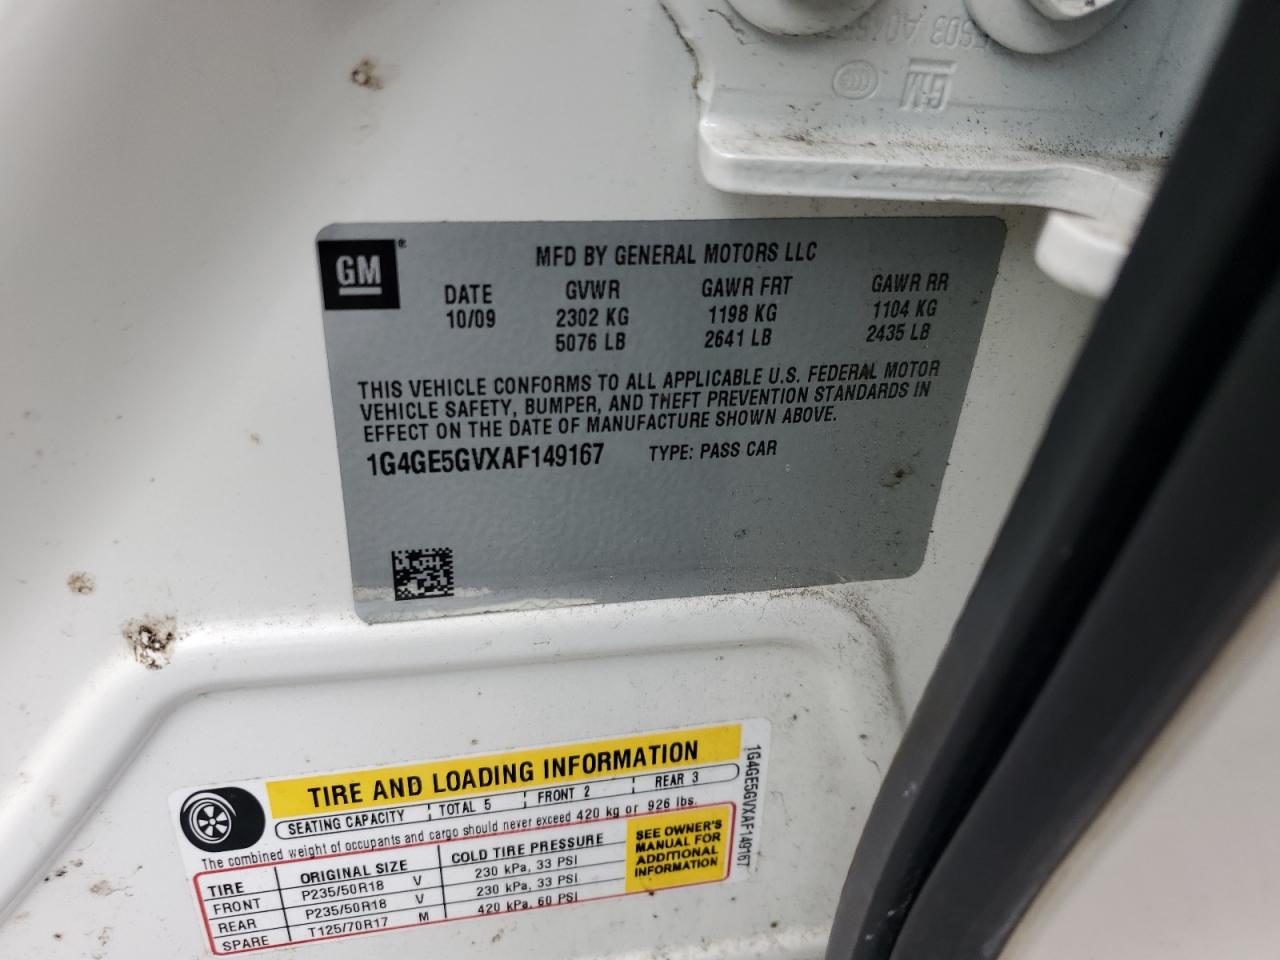 GM
GM ®
MFD BY GENERAL MOTORS LLC
DATE GVWR GAWR FRT GAWR RR
10/09 2302 KG 1198 KG 1104 KG
5076 LB 2641 LB 2435 LB
THIS VEHICLE CONFORMS TO ALL APPLICABLE U.S. FEDERAL MOTOR
VEHICLE SAFETY, BUMPER, AND THEFT PREVENTION STANDARDS IN
EFFECT ON THE DATE OF MANUFACTURE SHOWN ABOVE.
1G4GE5GVXAF149167 TYPE: PASS CAR
TIRE AND LOADING INFORMATION
SEATING CAPACITY TOTAL 5 FRONT 2 REAR 3
The combined weight of occupants and cargo should never exceed 420 kg or 926 lbs.
TIRE ORIGINAL SIZE COLD TIRE PRESSURE
FRONT P235/50R18 V 230 kPa, 33 PSI
REAR P235/50R18 V 230 kPa, 33 PSI
SPARE T125/70R17 M 420 kPa, 60 PSI
SEE OWNER'S
MANUAL FOR
ADDITIONAL
INFORMATION
1G4GE5GVXAF149167